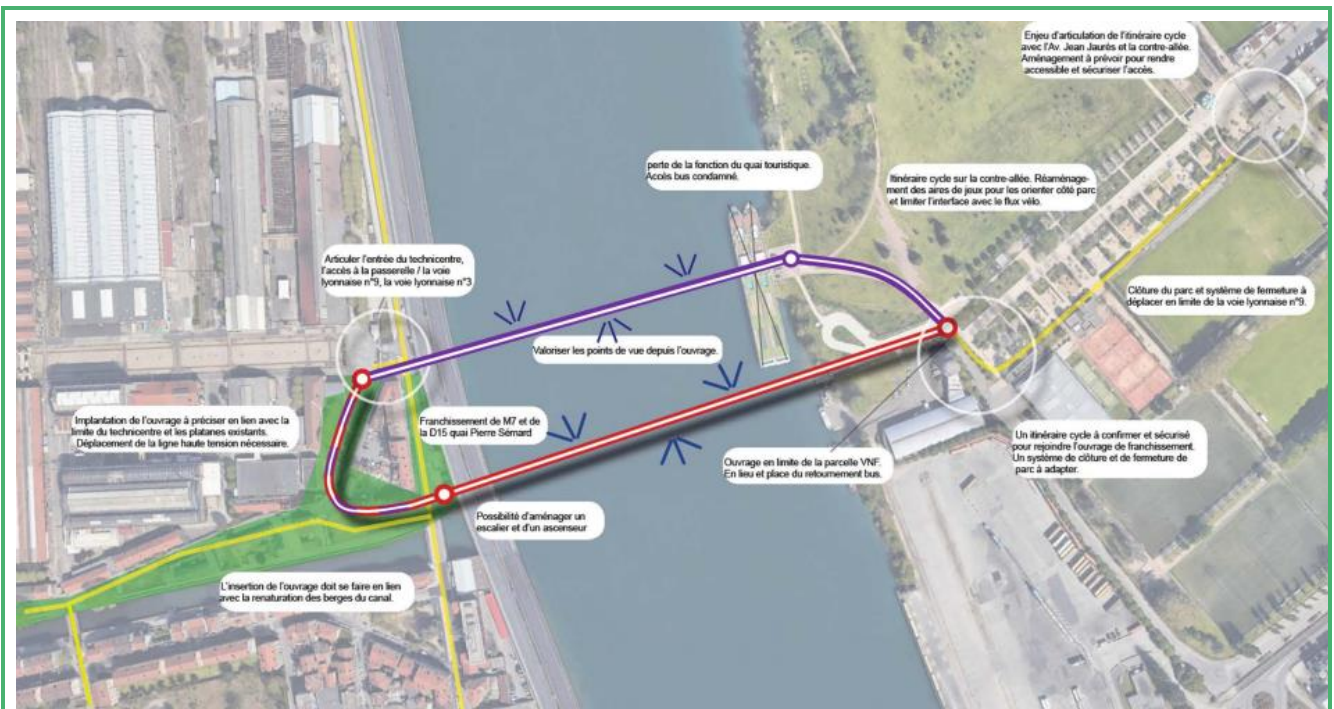 Enjeu d'articulation de l'itinéraire cycle
avec l'Av. Jean Jaurès et la contre-allée.
Aménagement à prévoir pour rendre
accessible et sécuriser l'accès.
perte de la fonction du quai touristique.
Accès bus condamné.
Itinéraire cycle sur la contre-allée. Réaménage-
ment des aires de jeux pour les orienter côté parc
et limiter l'interface avec le flux vélo.
Articuler l'entrée du technicentre,
l'accès à la passerelle / la voie
lyonnaise n°9, la voie lyonnaise n°3
Clôture du parc et système de fermeture à
déplacer en limite de la voie lyonnaise n°9.
Valoriser les points de vue depuis l'ouvrage.
Implantation de l'ouvrage à préciser en lien avec la
limite du technicentre et les platanes existants.
Déplacement de la ligne haute tension nécessaire.
Franchissement de M7 et de
la D15 quai Pierre Sémard
Ouvrage en limite de la parcelle VNF.
En lieu et place du retournement bus.
Un itinéraire cycle à confirmer et sécurisé
pour rejoindre l'ouvrage de franchissement.
Un système de clôture et de fermeture de
parc à adapter.
Possibilité d'aménager un
escalier et d'un ascenseur
L'insertion de l'ouvrage doit se faire en lien
avec la renaturation des berges du canal.